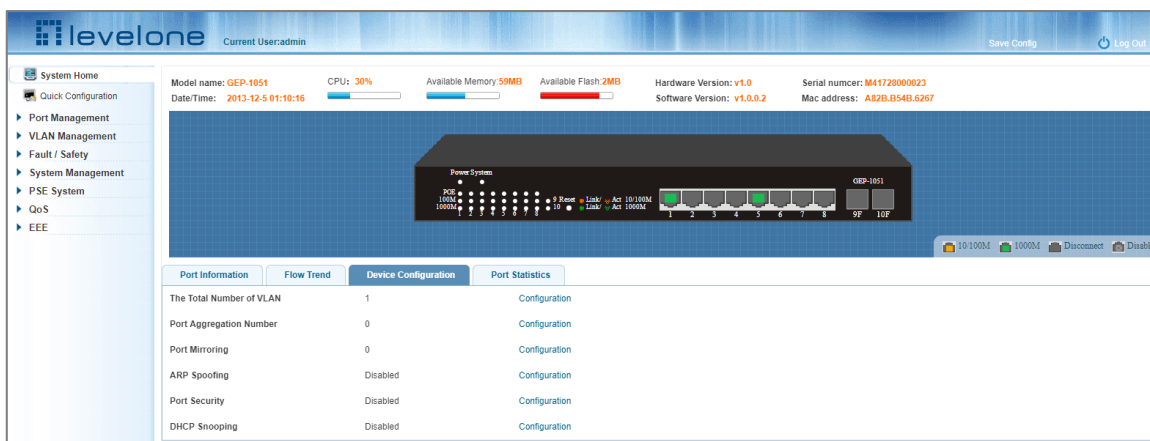 levelone
Current User:admin
Save Config
Log Out
System Home
Quick Configuration
Port Management
VLAN Management
Fault / Safety
System Management
PSE System
QoS
EEE
Model name: GEP-1051
CPU: 30%
Available Memory:59MB
Available Flash:2MB
Hardware Version: v1.0
Serial numcer: M41728000023
Date/Time: 2013-12-5 01:10:16
Software Version: v1.0.0.2
Mac address: A82B.B54B.6267
Power System
POE
100M
1000M
1 2 3 4 5 6 7 8
9 Reset
10
Link/ Act 10/100M
Link/ Act 1000M
1 2 3 4 5 6 7 8
GEP-1051
9F 10F
10/100M 1000M Disconnect Disabl
Port Information
Flow Trend
Device Configuration
Port Statistics
The Total Number of VLAN 1 Configuration
Port Aggregation Number 0 Configuration
Port Mirroring 0 Configuration
ARP Spoofing Disabled Configuration
Port Security Disabled Configuration
DHCP Snooping Disabled Configuration